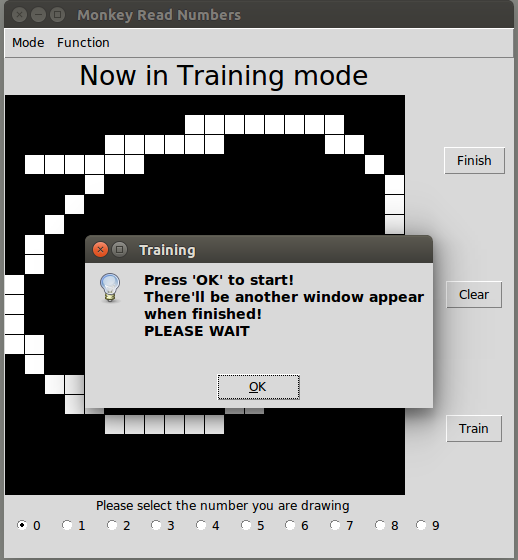 Monkey Read Numbers
Mode Function
Now in Training mode
Finish
Training
Press 'OK' to start!
There'll be another window appear
when finished!
PLEASE WAIT
Clear
OK
Train
Please select the number you are drawing
0 1 2 3 4 5 6 7 8 9